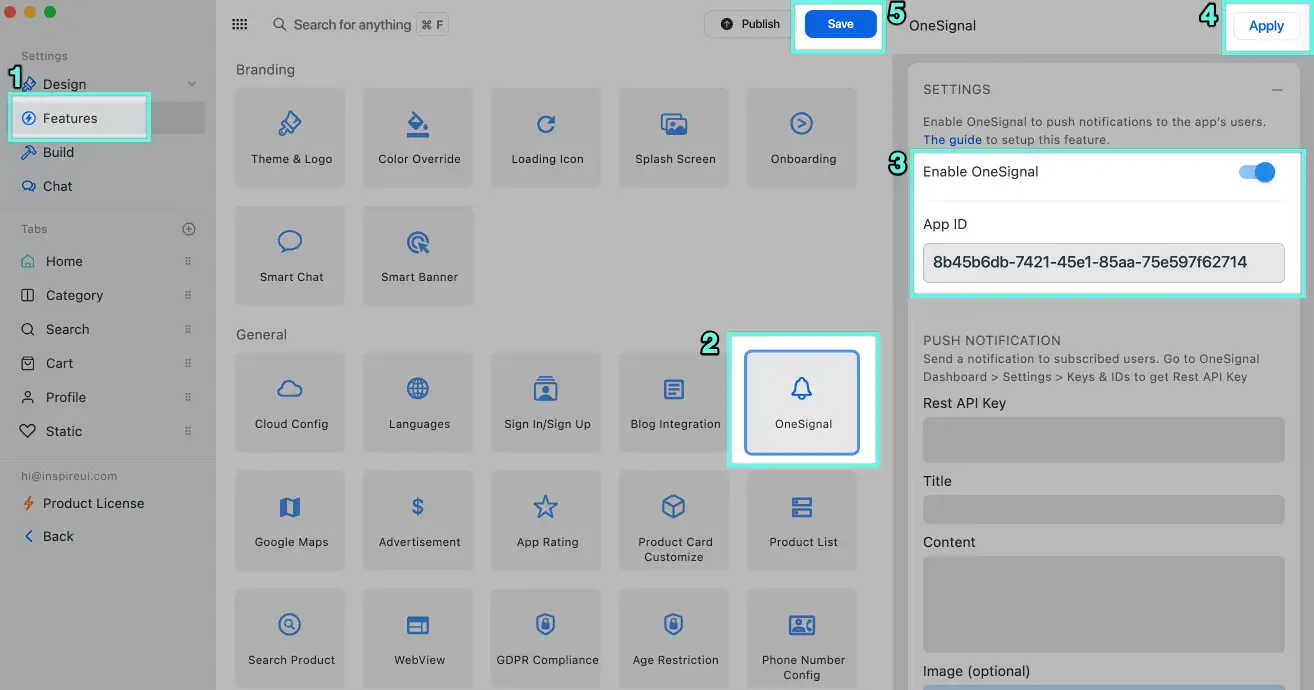 Search for anything
⌘ F
Publish
Save
5
OneSignal
4
Apply
Settings
1
Design
Features
Build
Chat
Tabs
Home
Category
Search
Cart
Profile
Static
hi@inspireui.com
Product License
Back
Branding
Theme & Logo
Color Override
Loading Icon
Splash Screen
Onboarding
Smart Chat
Smart Banner
General
2
Cloud Config
Languages
Sign In/Sign Up
Blog Integration
OneSignal
Google Maps
Advertisement
App Rating
Product Card
Customize
Product List
Search Product
WebView
GDPR Compliance
Age Restriction
Phone Number
Config
SETTINGS
Enable OneSignal to push notifications to the app's users.
The guide to setup this feature.
3
Enable OneSignal
App ID
8b45b6db-7421-45e1-85aa-75e597f62714
PUSH NOTIFICATION
Send a notification to subscribed users. Go to OneSignal
Dashboard > Settings > Keys & IDs to get Rest API Key
Rest API Key
Title
Content
Image (optional)